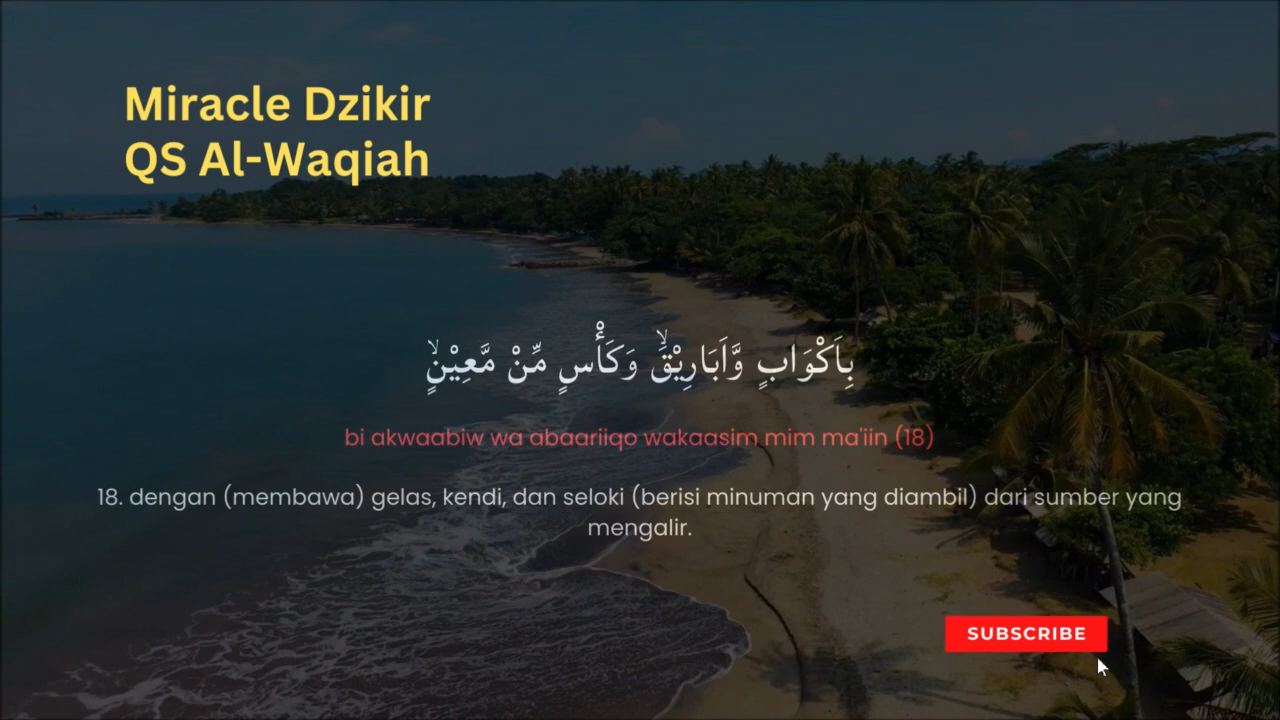 Miracle Dzikir
QS Al-Waqiah
بِاَكْوَابٍ وَّاَبَارِيْقَۙ وَكَأْسٍ مِّنْ مَّعِيْنٍۙ
bi akwaabiw wa abaariiqo wakaasim mim ma'iin (18)
18. dengan (membawa) gelas, kendi, dan seloki (berisi minuman yang diambil) dari sumber yang
mengalir.
SUBSCRIBE